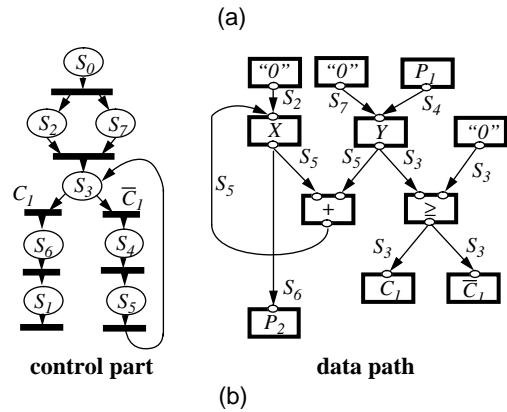 (a)
S0
S2 S7
S3
C1 C̅1
S6 S4
S1 S5
control part
"0" "0" P1
S2 S7 S4
X Y "0"
S5 S5 S3 S3
S5
+ ≥
S3 S3
C1 C̅1
S6
P2
data path
(b)